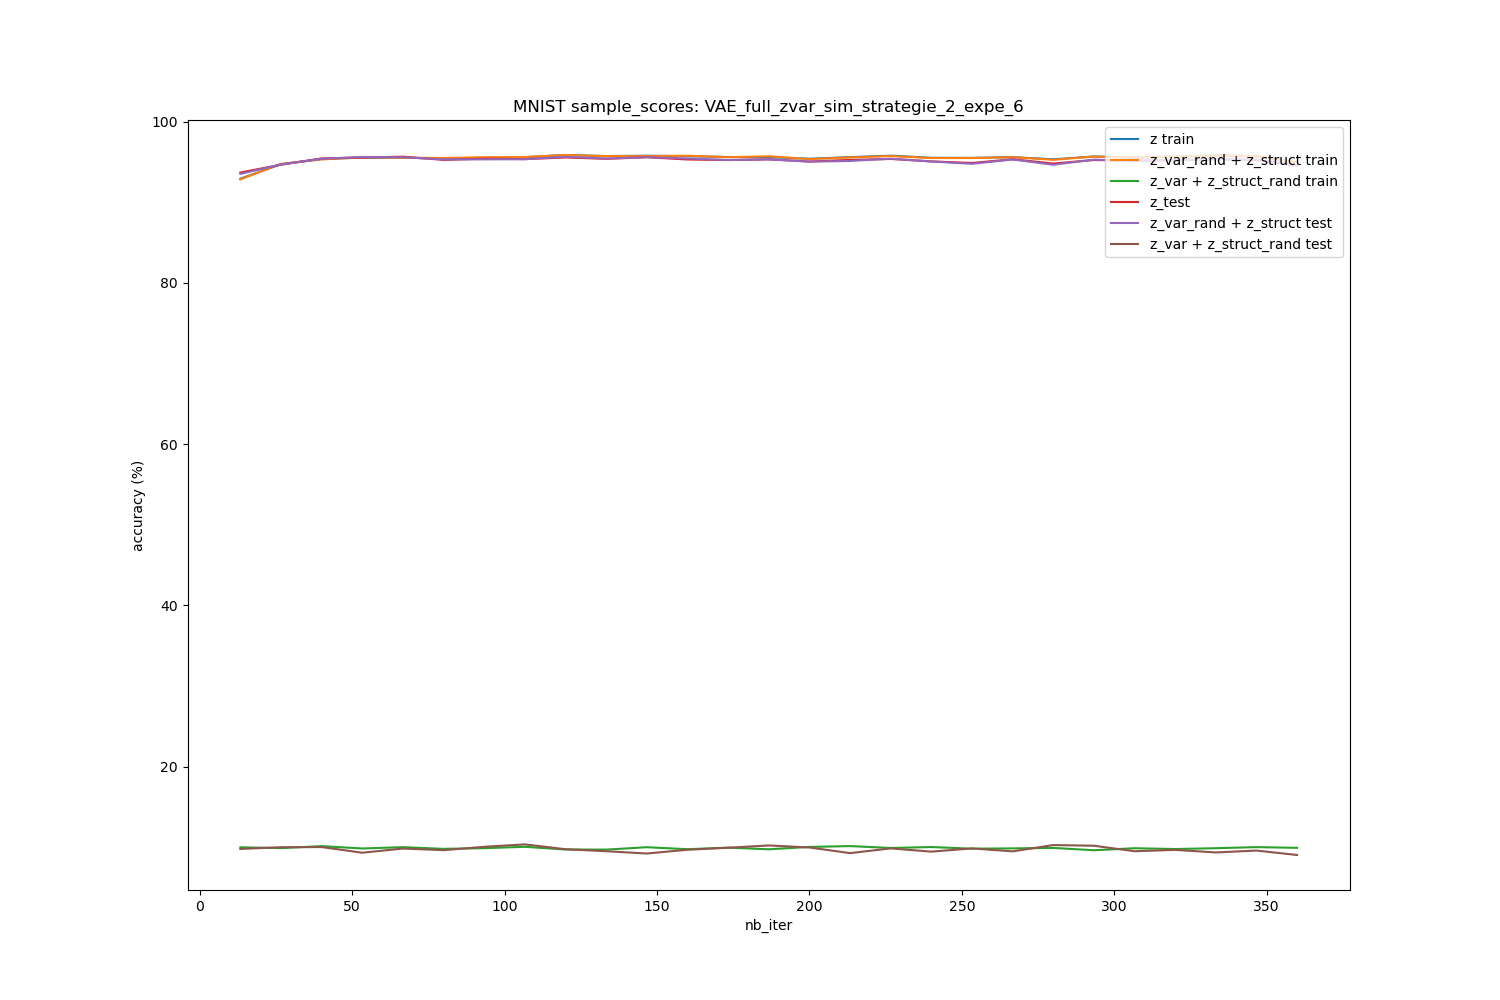 MNIST sample_scores: VAE_full_zvar_sim_strategie_2_expe_6
100
80
60
40
20
accuracy (%)
z train
z_var_rand + z_struct train
z_var + z_struct_rand train
z_test
z_var_rand + z_struct test
z_var + z_struct_rand test
0 50 100 150 200 250 300 350
nb_iter